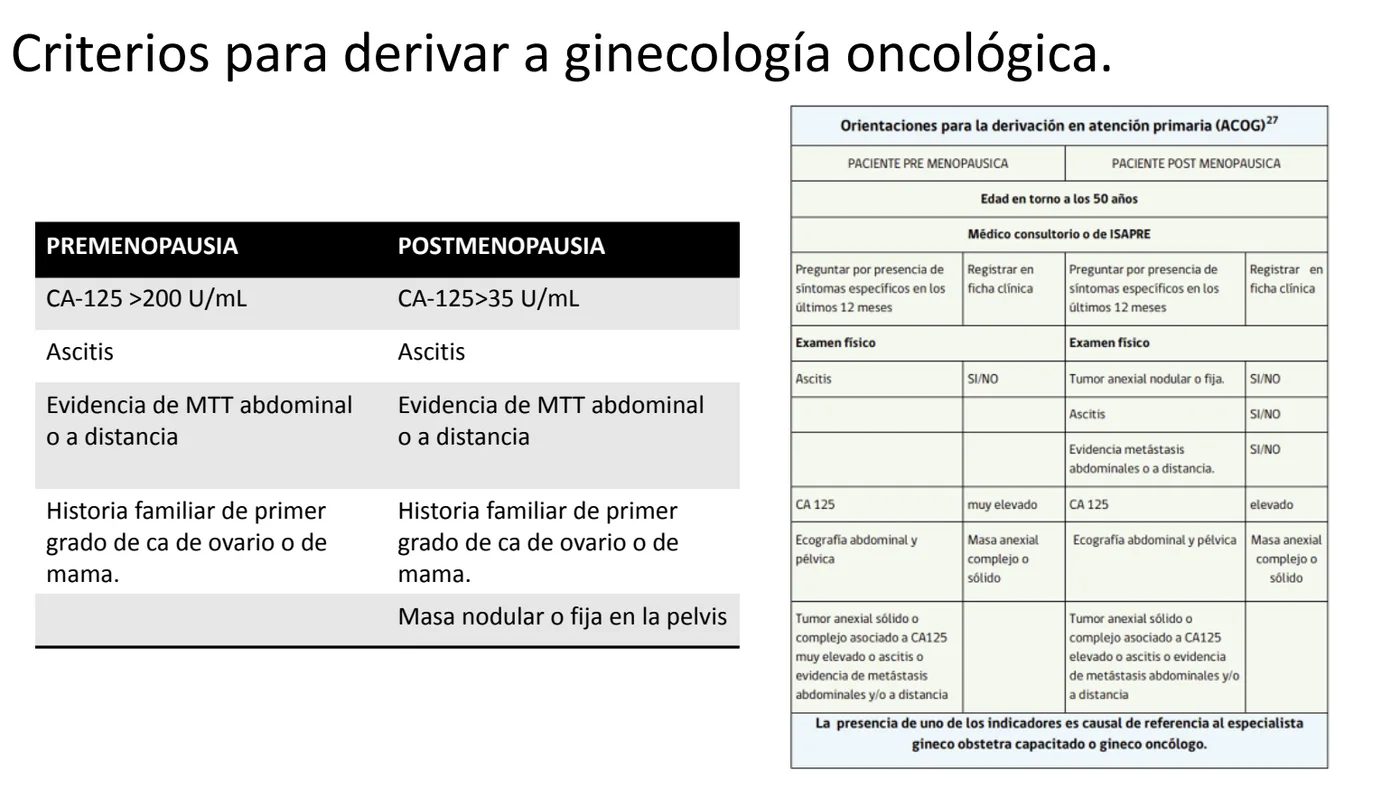 Criterios para derivar a ginecología oncológica.
PREMENOPAUSIA
POSTMENOPAUSIA
CA-125 >200 U/mL
CA-125>35 U/mL
Ascitis
Ascitis
Evidencia de MTT abdominal
o a distancia
Evidencia de MTT abdominal
o a distancia
Historia familiar de primer
grado de ca de ovario o de
mama.
Historia familiar de primer
grado de ca de ovario o de
mama.
Masa nodular o fija en la pelvis
Orientaciones para la derivación en atención primaria (ACOG)27
PACIENTE PRE MENOPAUSICA
PACIENTE POST MENOPAUSICA
Edad en torno a los 50 años
Médico consultorio o de ISAPRE
Preguntar por presencia de
síntomas específicos en los
últimos 12 meses
Registrar en
ficha clínica
Preguntar por presencia de
síntomas específicos en los
últimos 12 meses
Registrar en
ficha clínica
Examen físico
Examen físico
Ascitis
SI/NO
Tumor anexial nodular o fija.
SI/NO
Ascitis
SI/NO
Evidencia metástasis
abdominales o a distancia.
SI/NO
CA 125
muy elevado
CA 125
elevado
Ecografía abdominal y
pélvica
Masa anexial
complejo o
sólido
Ecografía abdominal y pélvica
Masa anexial
complejo o
sólido
Tumor anexial sólido o
complejo asociado a CA125
muy elevado o ascitis o
evidencia de metástasis
abdominales y/o a distancia
Tumor anexial sólido o
complejo asociado a CA125
elevado o ascitis o evidencia
de metástasis abdominales y/o
a distancia
La presencia de uno de los indicadores es causal de referencia al especialista
gineco obstetra capacitado o gineco oncólogo.